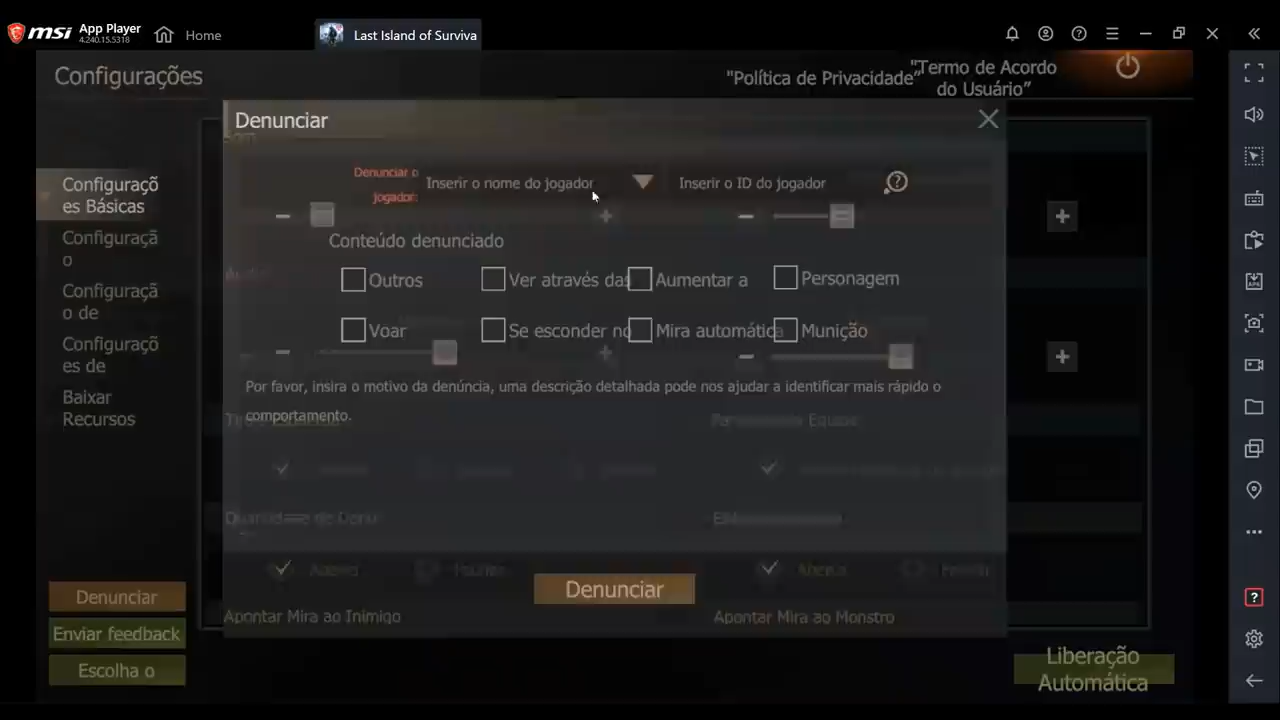 msi App Player
4.240.15.5318
Home
Last Island of Surviva
Configurações
"Política de Privacidade"
"Termo de Acordo
do Usuário"
Denunciar
Configuraçõ
es Básicas
Configuraçã
o
Configuraçã
o de
Configuraçõ
es de
Baixar
Recursos
Denunciar o
jogador:
Inserir o nome do jogador
Inserir o ID do jogador
Conteúdo denunciado
Outros
Ver através das
Aumentar a
Personagem
Voar
Se esconder no
Mira automática
Munição
Por favor, insira o motivo da denúncia, uma descrição detalhada pode nos ajudar a identificar mais rápido o
comportamento.
Denunciar
Apontar Mira ao Inimigo
Apontar Mira ao Monstro
Denunciar
Enviar feedback
Escolha o
Liberação
Automática